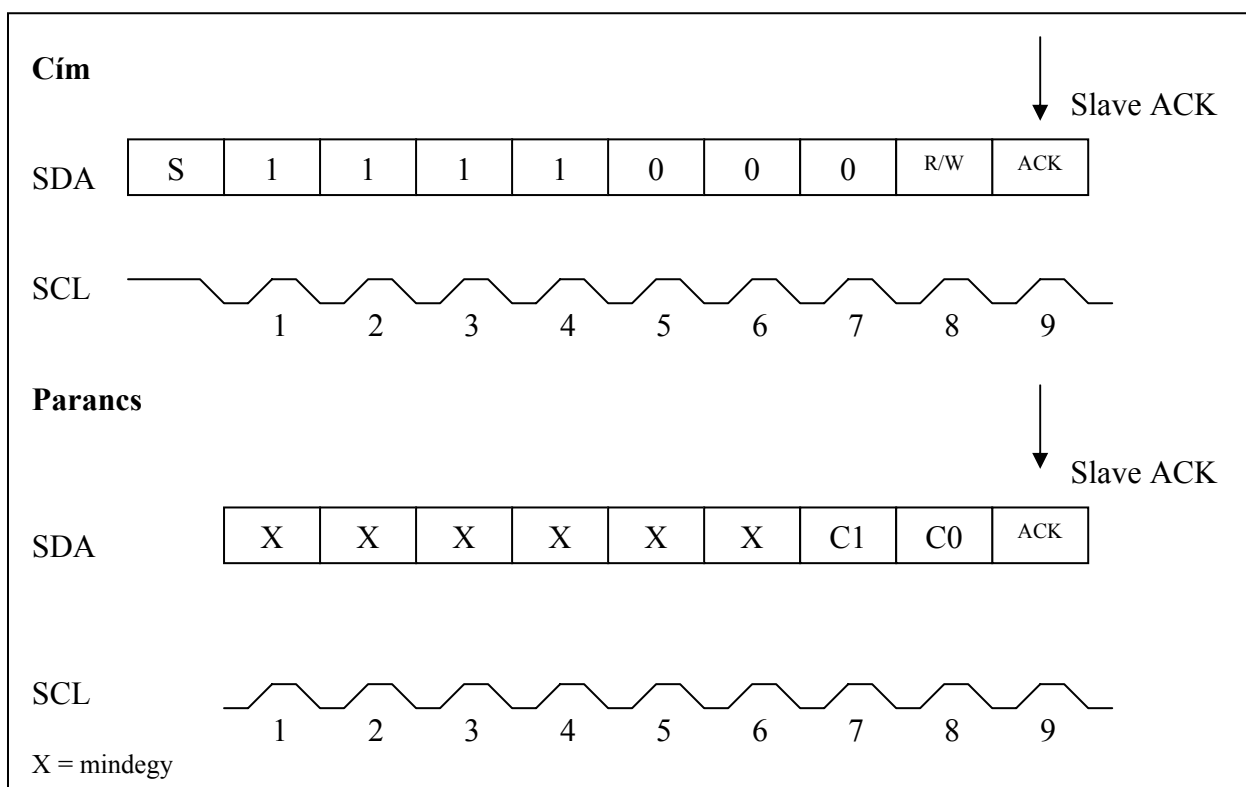 Cím
Slave ACK
SDA S 1 1 1 1 0 0 0 R/W ACK
SCL
1 2 3 4 5 6 7 8 9
Parancs
Slave ACK
SDA X X X X X X C1 C0 ACK
SCL
1 2 3 4 5 6 7 8 9
X = mindegy